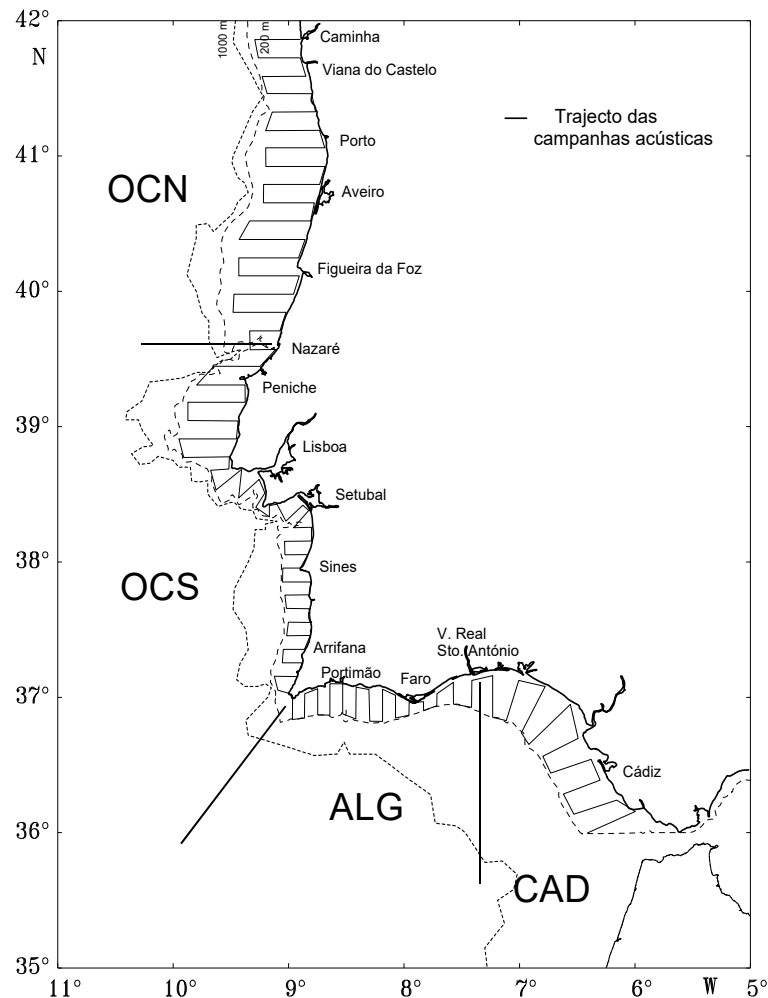 42°
N
1000 m
200 m
Caminha
Viana do Castelo
Trajecto das
campanhas acústicas
Porto
41°
OCN
Aveiro
Figueira da Foz
40°
Nazaré
Peniche
39°
Lisboa
Setubal
38°
OCS
Sines
V. Real
Sto. António
Arrifana
Portimão
Faro
37°
Cádiz
ALG
36°
CAD
35°
11°
10°
9°
8°
7°
6°
W
5°